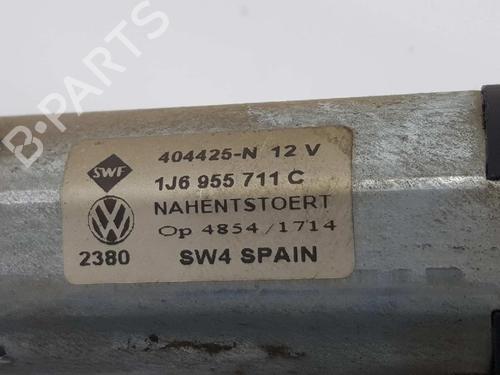 B-PARTS
SWF
404425-N 12 V
1J6 955 711 C
NAHENTSTOERT
Op 4854/1714
2380 SW4 SPAIN